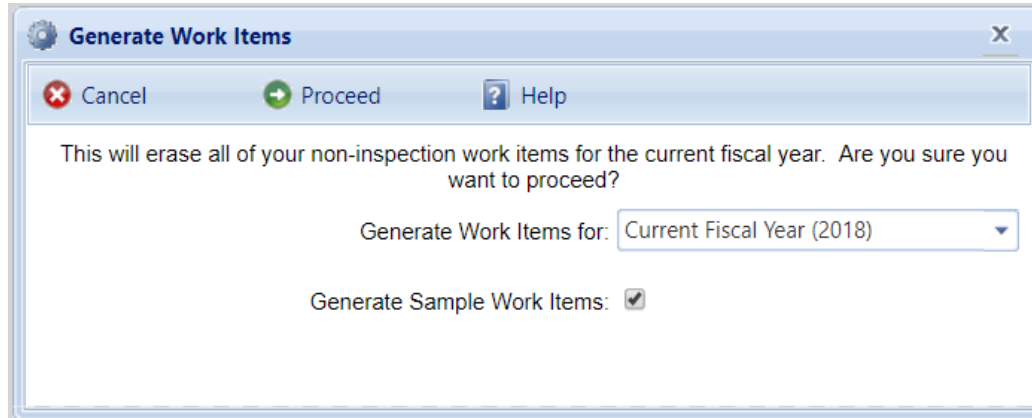 Generate Work Items
Cancel Proceed Help
This will erase all of your non-inspection work items for the current fiscal year. Are you sure you
want to proceed?
Generate Work Items for: Current Fiscal Year (2018)
Generate Sample Work Items: